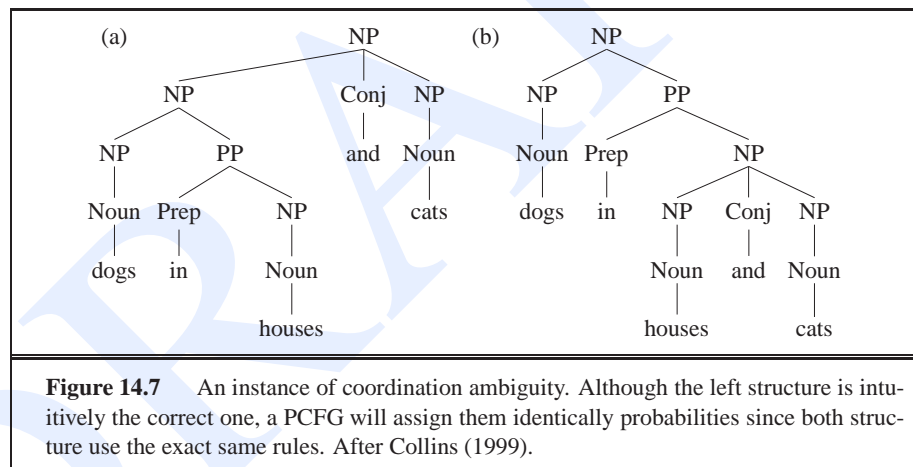 (a) NP (b) NP
NP Conj NP NP PP
NP PP and Noun Noun Prep NP
Noun Prep NP cats dogs in NP Conj NP
dogs in Noun Noun and Noun
houses houses cats
Figure 14.7 An instance of coordination ambiguity. Although the left structure is intu-
itively the correct one, a PCFG will assign them identically probabilities since both struc-
ture use the exact same rules. After Collins (1999).